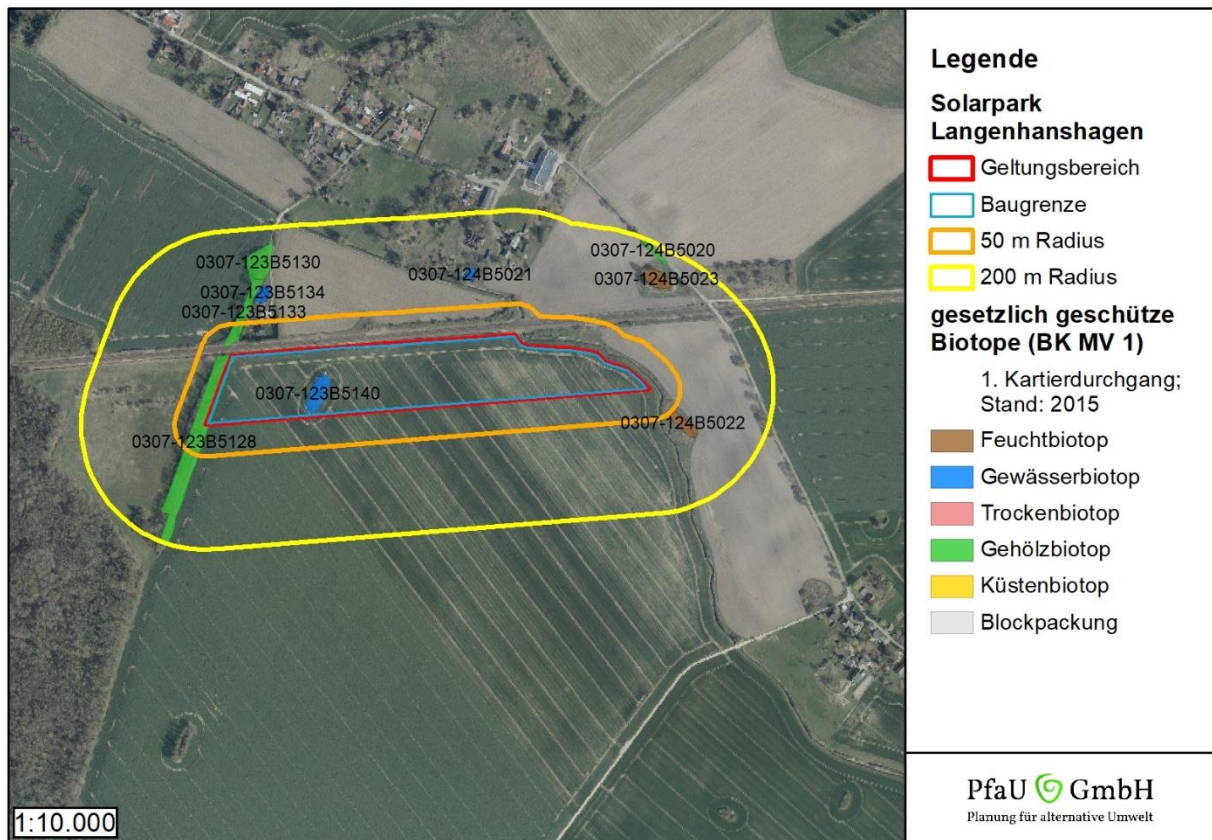 0307-123B5130
0307-123B5134
0307-123B5133
0307-124B5021
0307-124B5020
0307-124B5023
0307-123B5140
0307-123B5128
0307-124B5022
1:10.000
Legende
Solarpark
Langenhanshagen
Geltungsbereich
Baugrenze
50 m Radius
200 m Radius
gesetzlich geschütze
Biotope (BK MV 1)
1. Kartierdurchgang;
Stand: 2015
Feuchtbiotop
Gewässerbiotop
Trockenbiotop
Gehölzbiotop
Küstenbiotop
Blockpackung
PfaU GmbH
Planung für alternative Umwelt